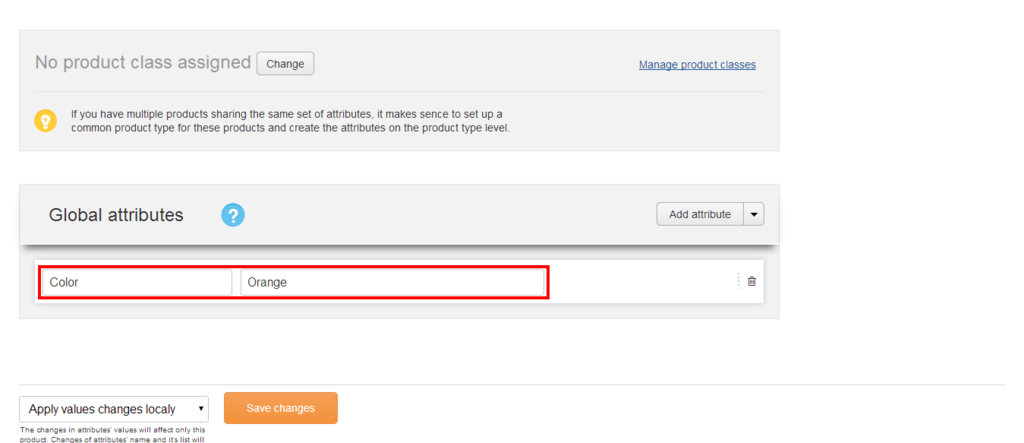 No product class assigned Change Manage product classes
If you have multiple products sharing the same set of attributes, it makes sence to set up a
common product type for these products and create the attributes on the product type level.
Global attributes ? Add attribute
Color Orange
Apply values changes localy Save changes
The changes in attributes' values will affect only this
product. Changes of attributes' name and it's list will